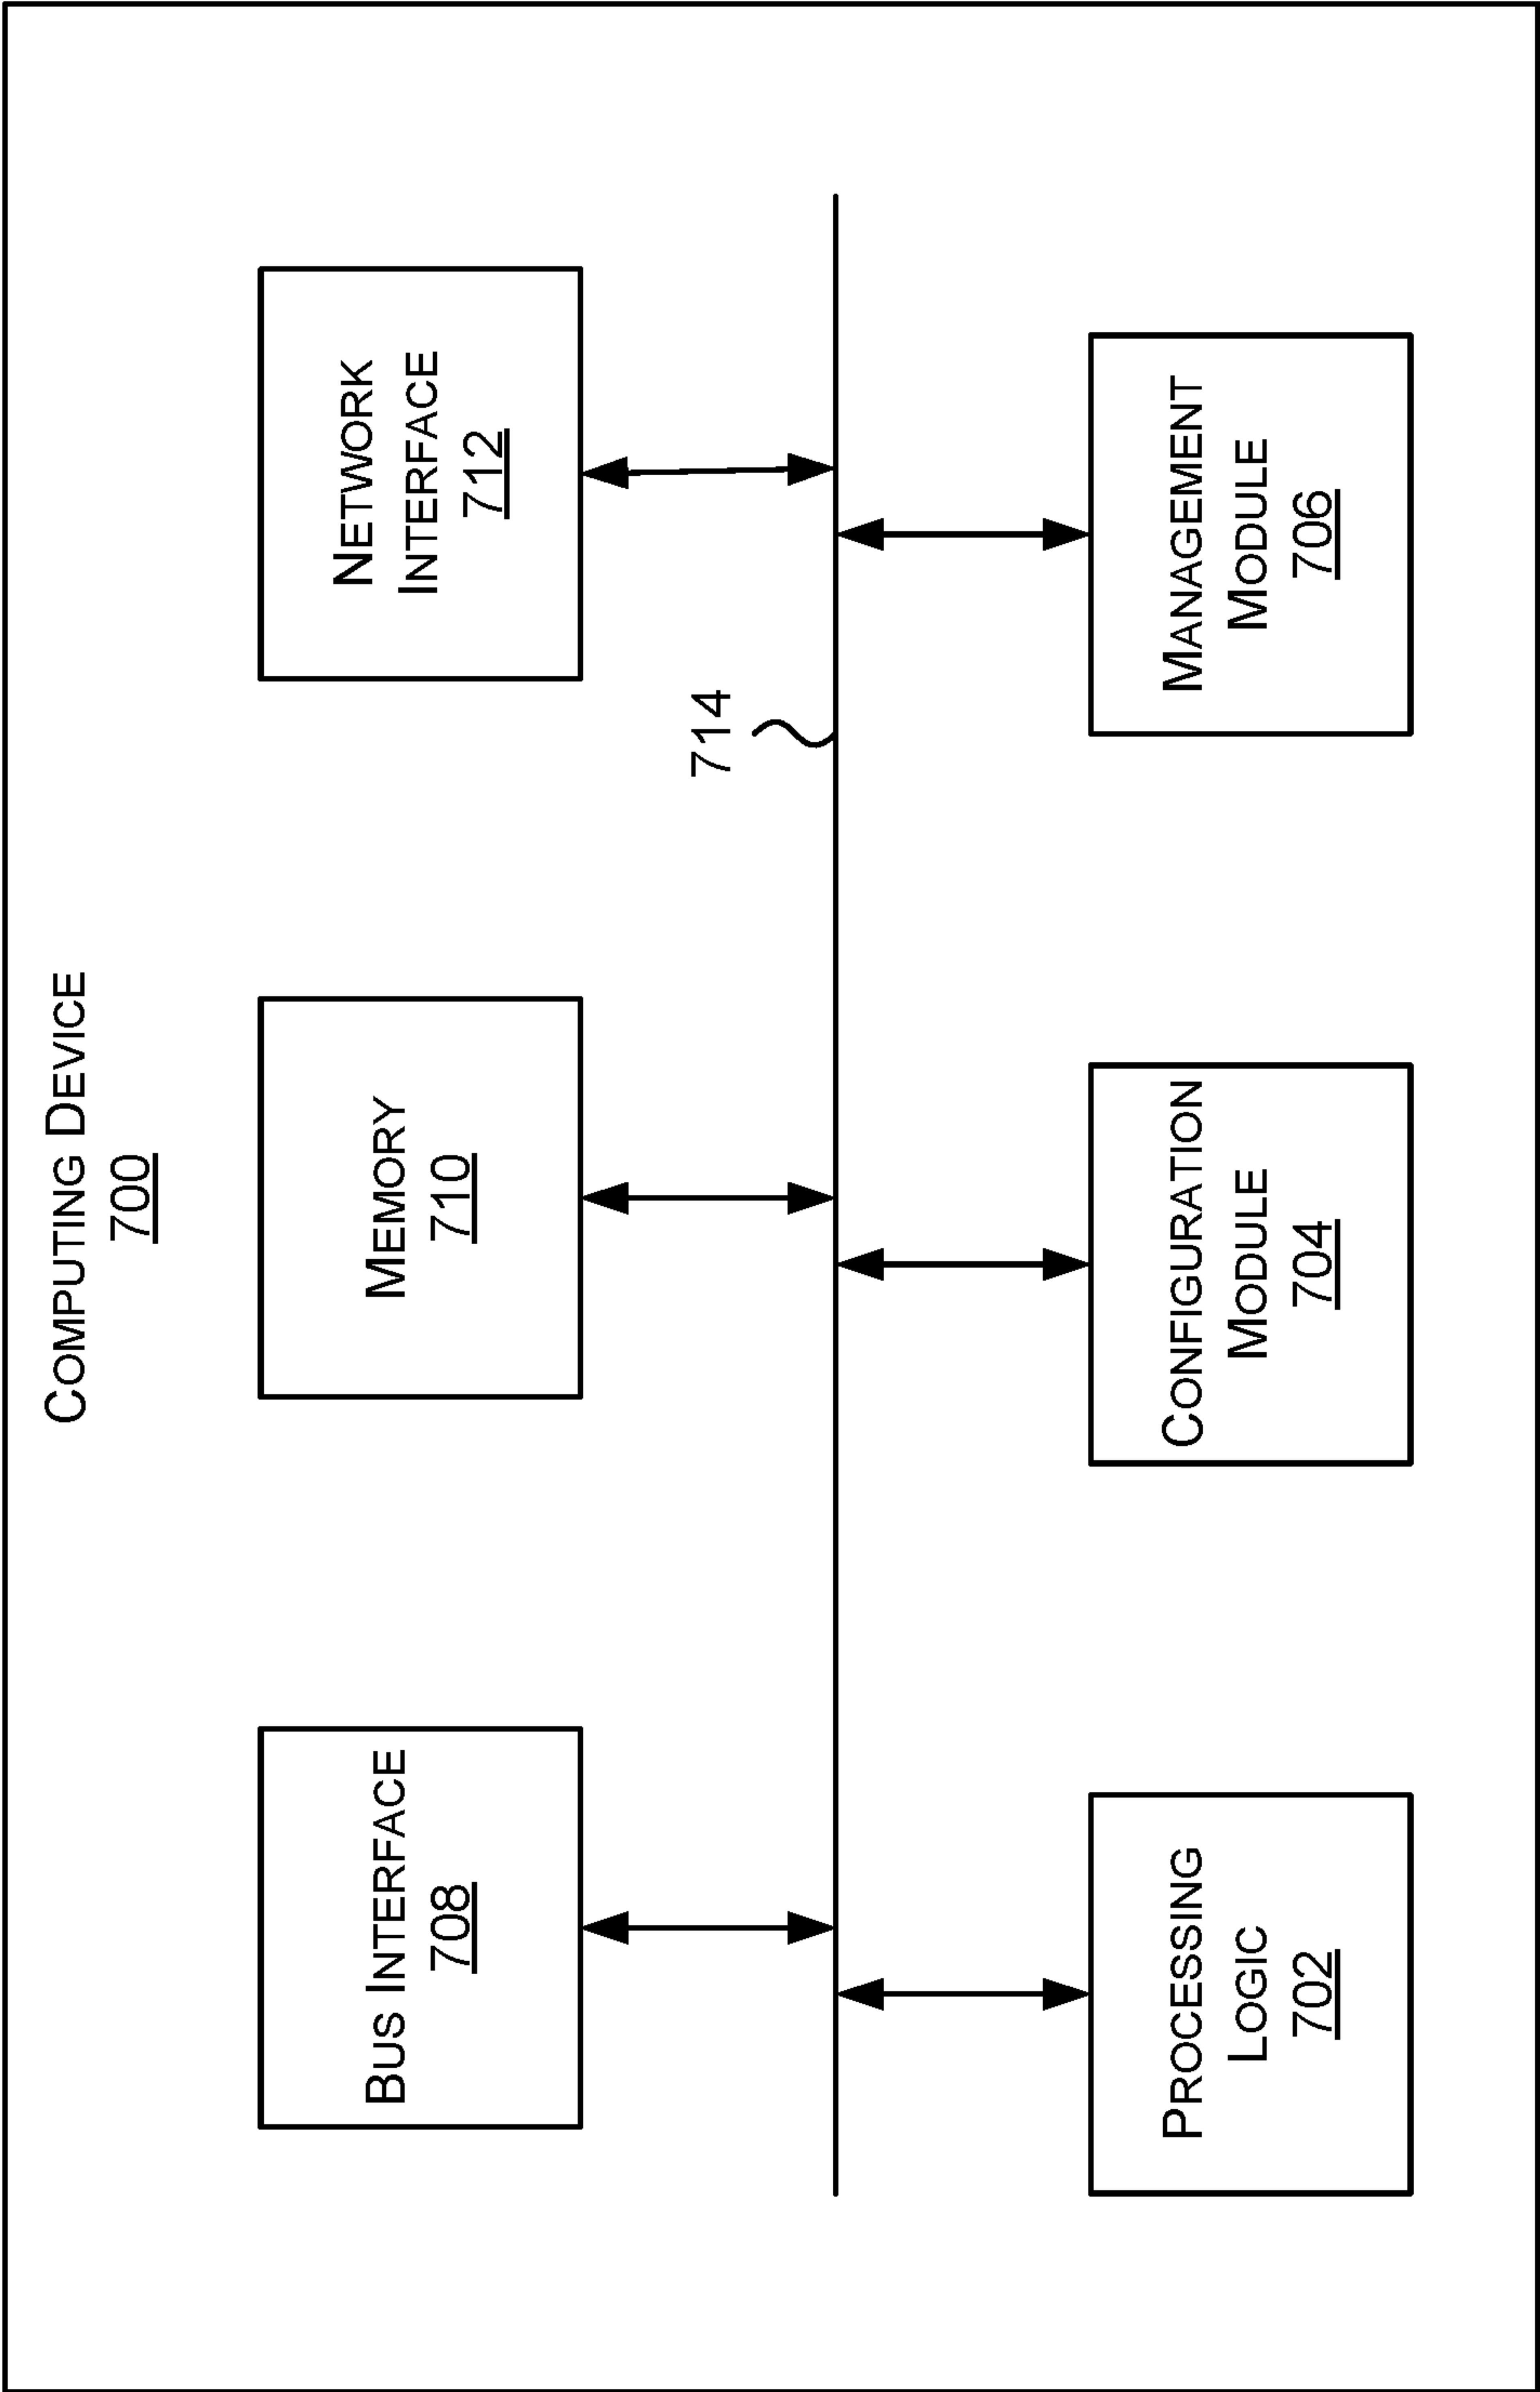 COMPUTING DEVICE
700
BUS INTERFACE
708
MEMORY
710
NETWORK
INTERFACE
712
714
PROCESSING
LOGIC
702
CONFIGURATION
MODULE
704
MANAGEMENT
MODULE
706